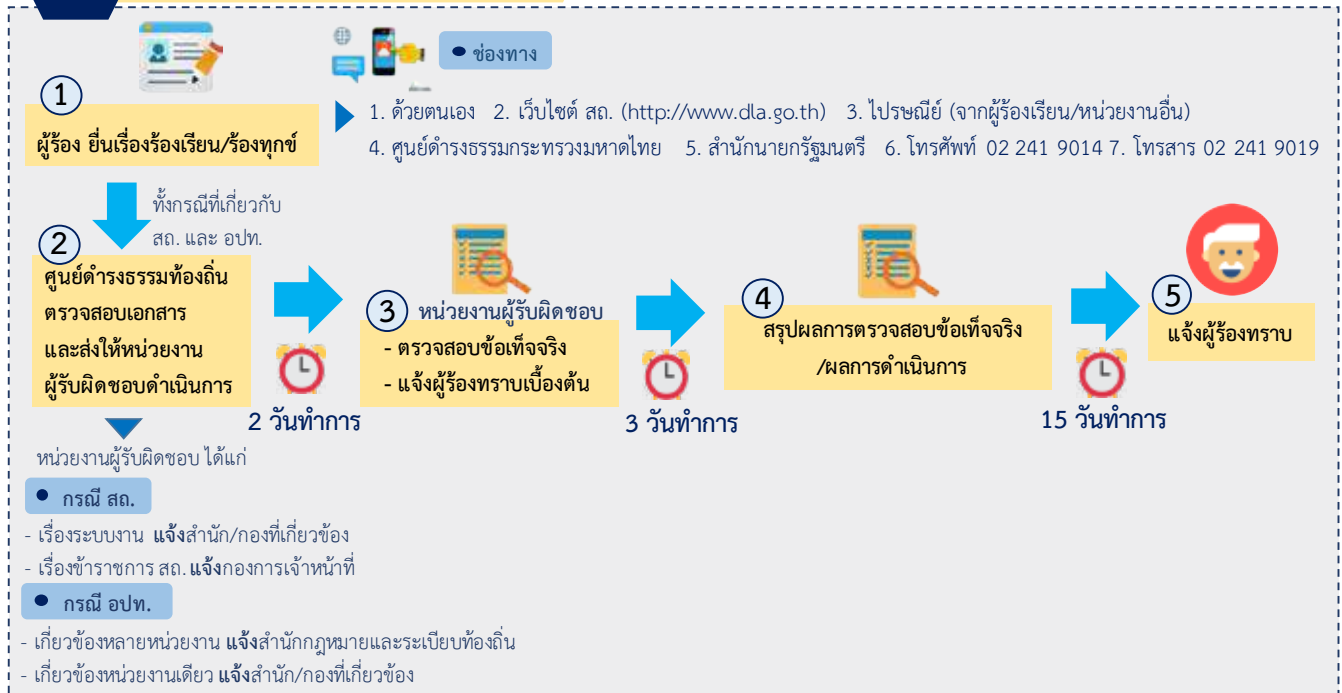 ช่องทาง
1
ผู้ร้อง ยื่นเรื่องร้องเรียน/ร้องทุกข์
1. ด้วยตนเอง 2. เว็บไซต์ สถ. (http://www.dla.go.th) 3. ไปรษณีย์ (จากผู้ร้องเรียน/หน่วยงานอื่น)
4. ศูนย์ดำรงธรรมกระทรวงมหาดไทย 5. สำนักนายกรัฐมนตรี 6. โทรศัพท์ 02 241 9014 7. โทรสาร 02 241 9019
ทั้งกรณีที่เกี่ยวกับ
สถ. และ อปท.
2
ศูนย์ดำรงธรรมท้องถิ่น
ตรวจสอบเอกสาร
และส่งให้หน่วยงาน
ผู้รับผิดชอบดำเนินการ
2 วันทำการ
3 หน่วยงานผู้รับผิดชอบ
- ตรวจสอบข้อเท็จจริง
- แจ้งผู้ร้องทราบเบื้องต้น
3 วันทำการ
4
สรุปผลการตรวจสอบข้อเท็จจริง
/ผลการดำเนินการ
15 วันทำการ
5
แจ้งผู้ร้องทราบ
หน่วยงานผู้รับผิดชอบ ได้แก่
กรณี สถ.
- เรื่องระบบงาน แจ้งสำนัก/กองที่เกี่ยวข้อง
- เรื่องข้าราชการ สถ. แจ้งกองการเจ้าหน้าที่
กรณี อปท.
- เกี่ยวข้องหลายหน่วยงาน แจ้งสำนักกฎหมายและระเบียบท้องถิ่น
- เกี่ยวข้องหน่วยงานเดียว แจ้งสำนัก/กองที่เกี่ยวข้อง